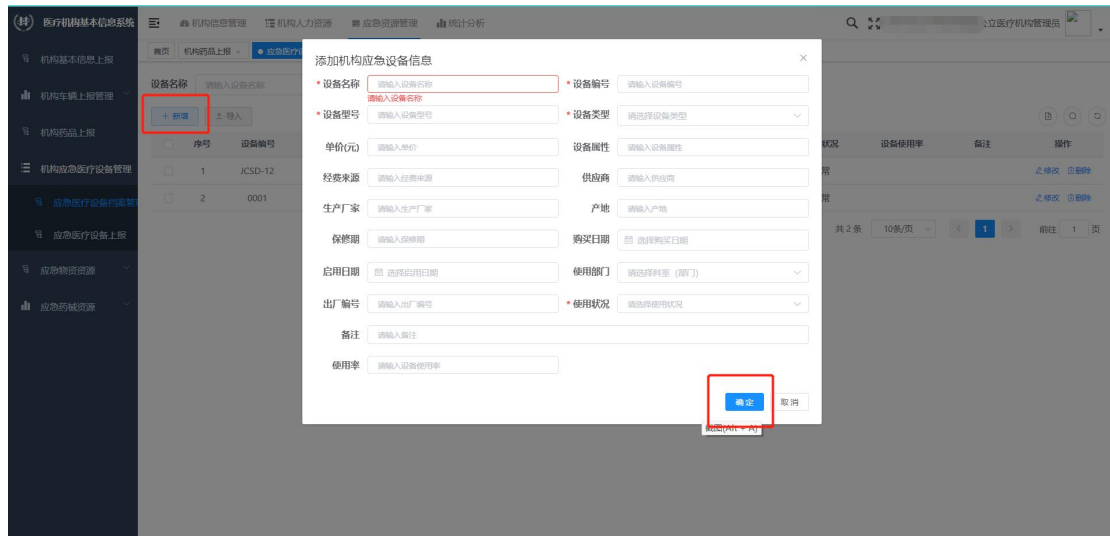 医疗机构基本信息系统 机构信息管理 机构人力资源 应急资源管理 统计分析 公立医疗机构管理员
首页 机构药品上报 应急医疗设
机构基本信息上报
机构车辆上报管理
机构药品上报
机构应急医疗设备管理
应急医疗设备档案管
应急医疗设备上报
应急物资资源
应急药械资源
设备名称 请输入设备名称
+ 新增 导入
序号 设备编号 状况 设备使用率 备注 操作
1 JCSD-12 常 修改 删除
2 0001 常 修改 删除
共 2 条 10条/页 < 1 > 前往 1 页
添加机构应急设备信息 ×
* 设备名称 请输入设备名称 * 设备编号 请输入设备编号
请输入设备名称
* 设备型号 请输入设备型号 * 设备类型 请选择设备类型
单价(元) 请输入单价 设备属性 请输入设备属性
经费来源 请输入经费来源 供应商 请输入供应商
生产厂家 请输入生产厂家 产地 请输入产地
保修期 请输入保修期 购买日期 选择购买日期
启用日期 选择启用日期 使用部门 请选择科室 (部门)
出厂编号 请输入出厂编号 * 使用状况 请选择使用状况
备注 请输入备注
使用率 请输入设备使用率
确定 取消
截图(Alt + A)